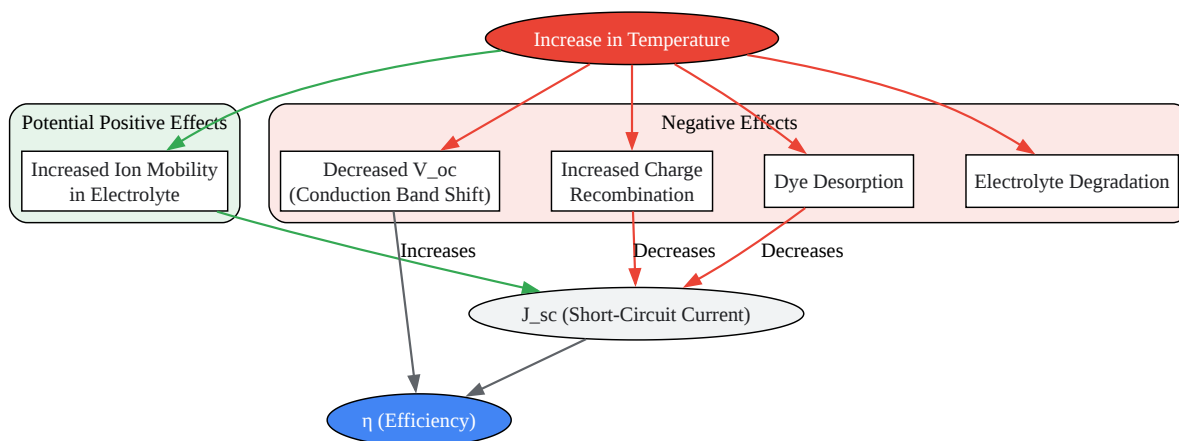 Increase in Temperature
Potential Positive Effects
Negative Effects
Increased Ion Mobility
in Electrolyte
Decreased V_oc
(Conduction Band Shift)
Increased Charge
Recombination
Dye Desorption
Electrolyte Degradation
Increases
Decreases
Decreases
J_sc (Short-Circuit Current)
η (Efficiency)